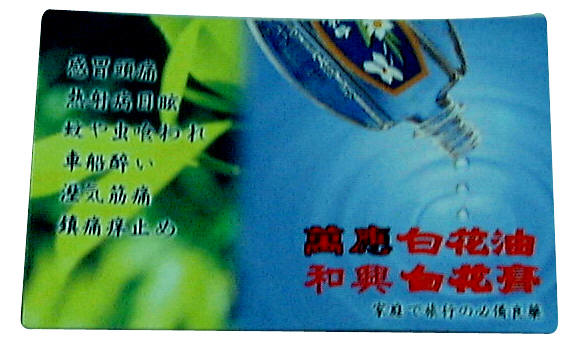 感冒頭痛
熱射病目眩
蚊や虫喰われ
車船酔い
湿気筋痛
鎮痛痒止め
萬應白花油
和興白花膏
家庭で旅行の必備良藥